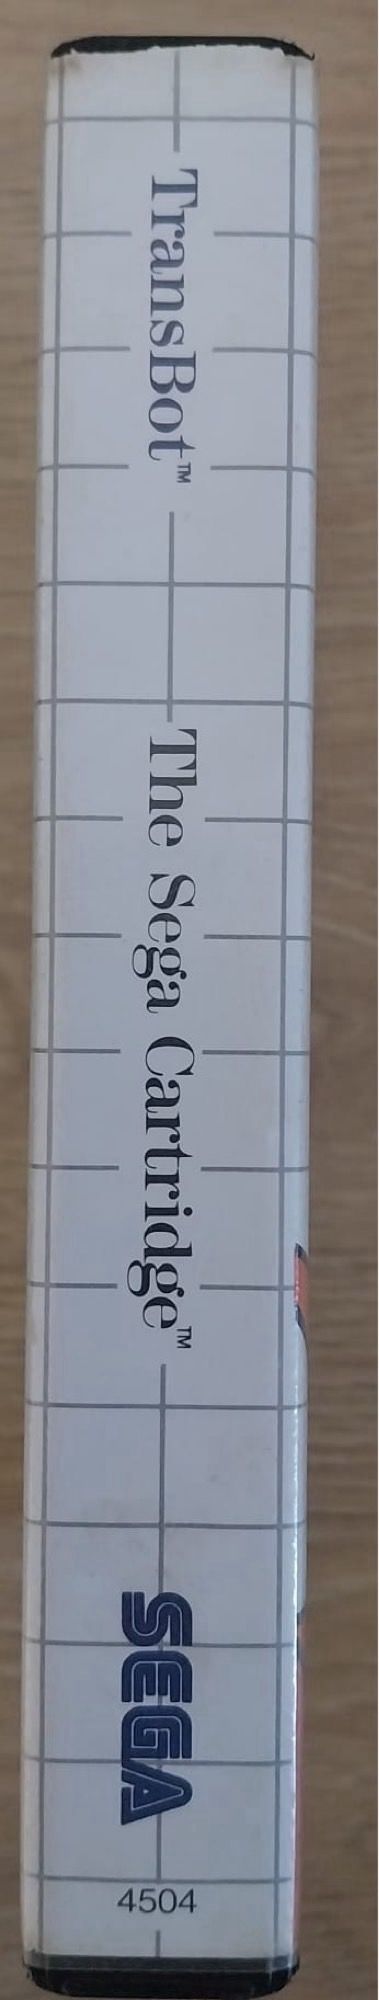 TransBot™
The Sega Cartridge™
SEGA
4504